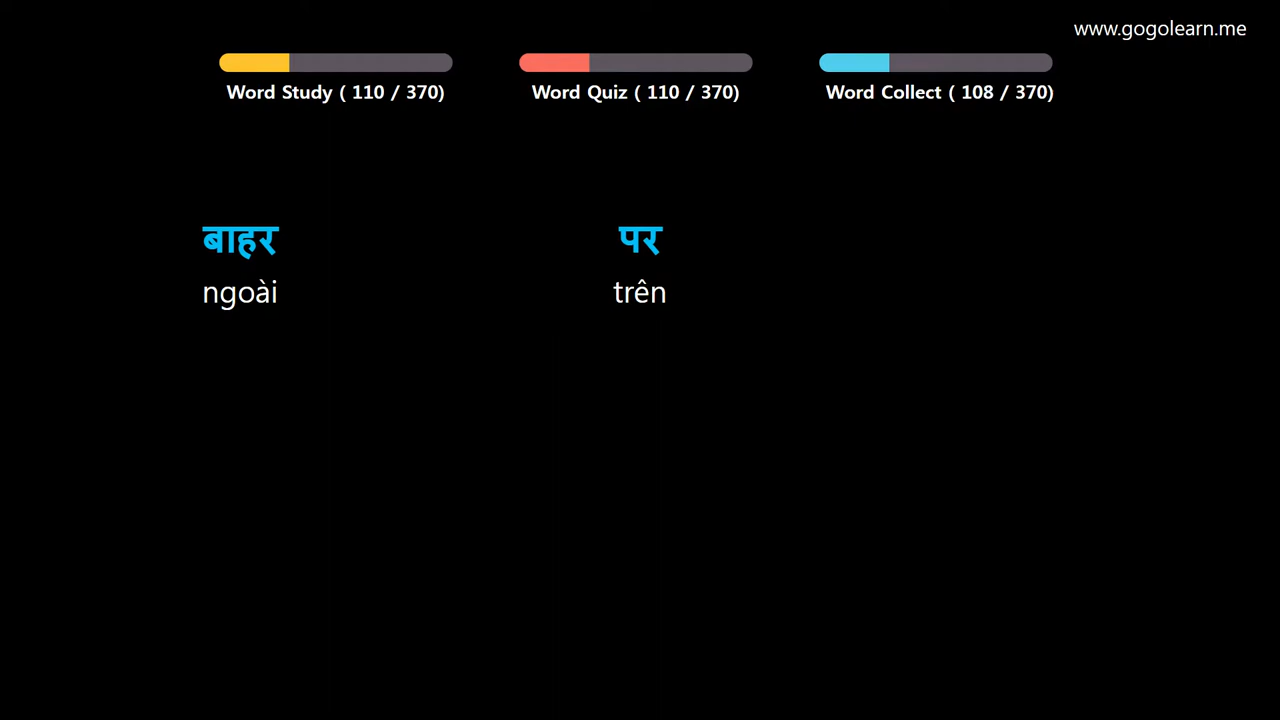 www.gogolearn.me
Word Study ( 110 / 370)
Word Quiz ( 110 / 370)
Word Collect ( 108 / 370)
बाहर
ngoài
पर
trên